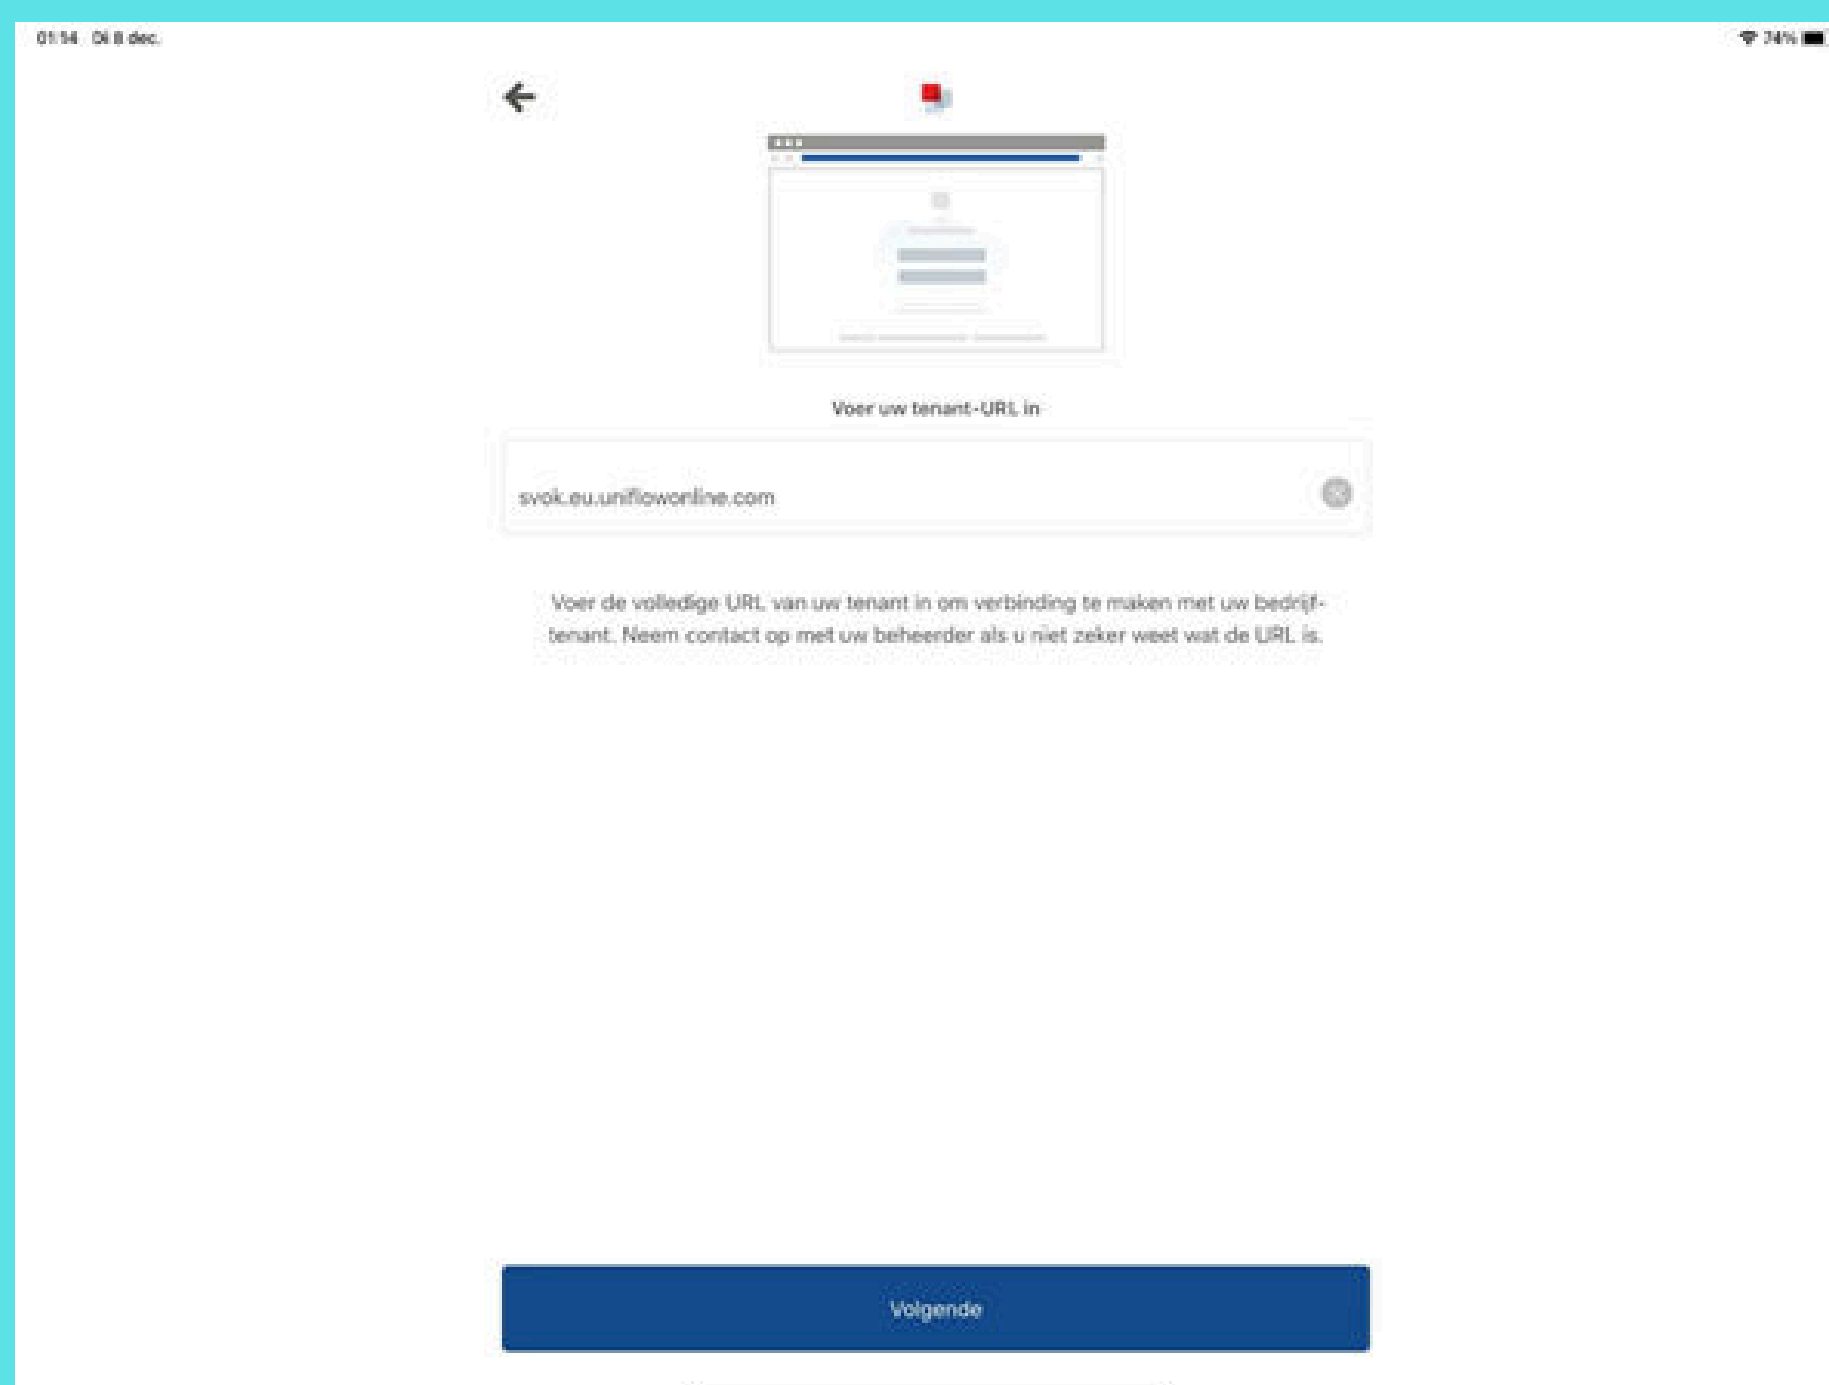 01:14 Di 8 dec.
74%
Voer uw tenant-URL in
svok.eu.uniflowonline.com
Voer de volledige URL van uw tenant in om verbinding te maken met uw bedrijf-
tenant. Neem contact op met uw beheerder als u niet zeker weet wat de URL is.
Volgende